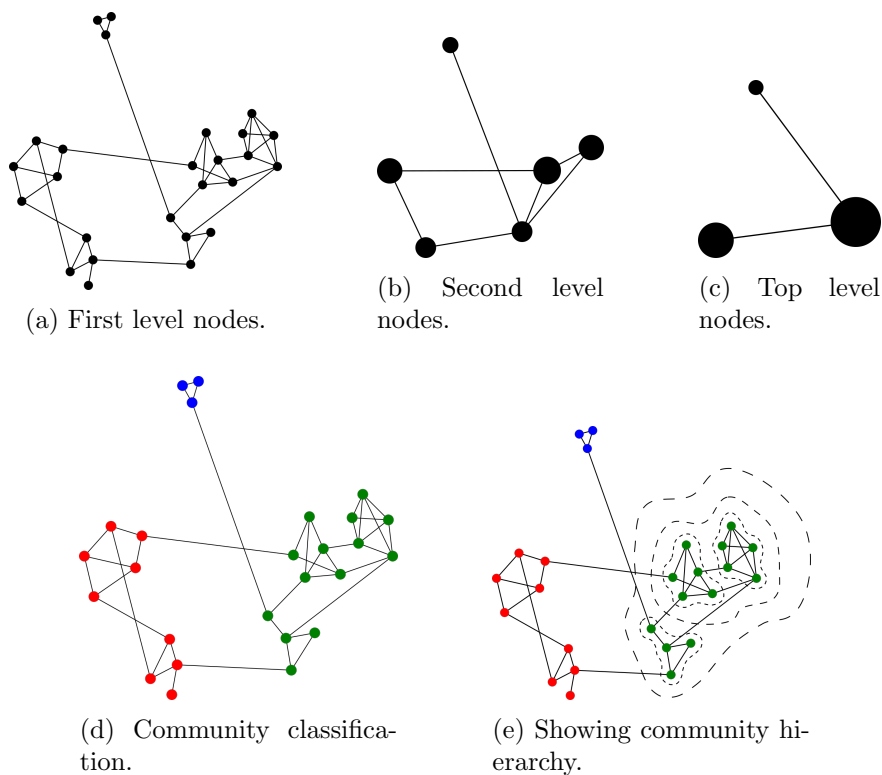 (a) First level nodes.
(b) Second level
nodes.
(c) Top level
nodes.
(d) Community classifica-
tion.
(e) Showing community hi-
erarchy.